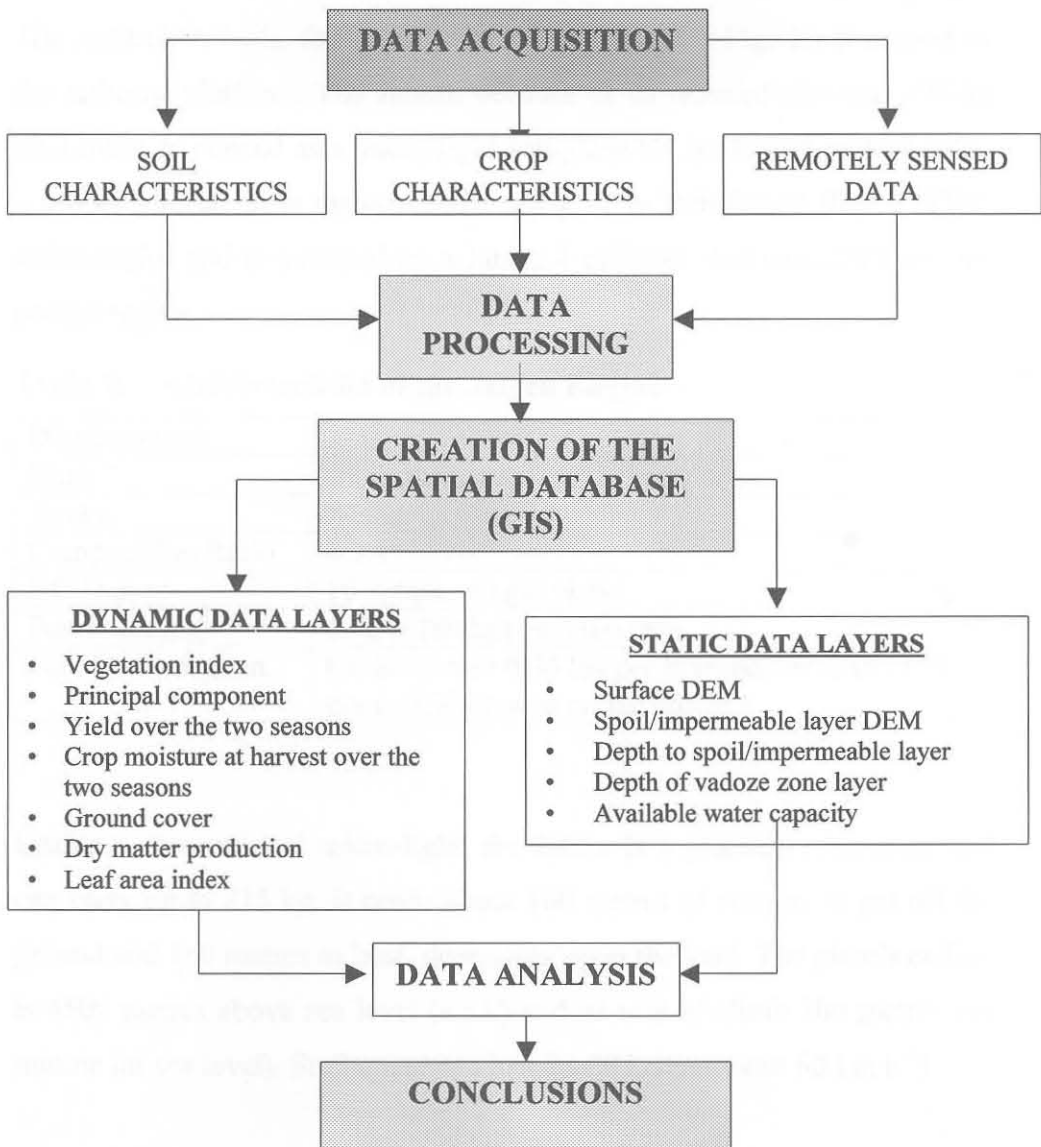 DATA ACQUISITION
SOIL
CHARACTERISTICS
CROP
CHARACTERISTICS
REMOTELY SENSED
DATA
DATA
PROCESSING
CREATION OF THE
SPATIAL DATABASE
(GIS)
DYNAMIC DATA LAYERS
• Vegetation index
• Principal component
• Yield over the two seasons
• Crop moisture at harvest over the
two seasons
• Ground cover
• Dry matter production
• Leaf area index
STATIC DATA LAYERS
• Surface DEM
• Spoil/impermeable layer DEM
• Depth to spoil/impermeable layer
• Depth of vadoze zone layer
• Available water capacity
DATA ANALYSIS
CONCLUSIONS